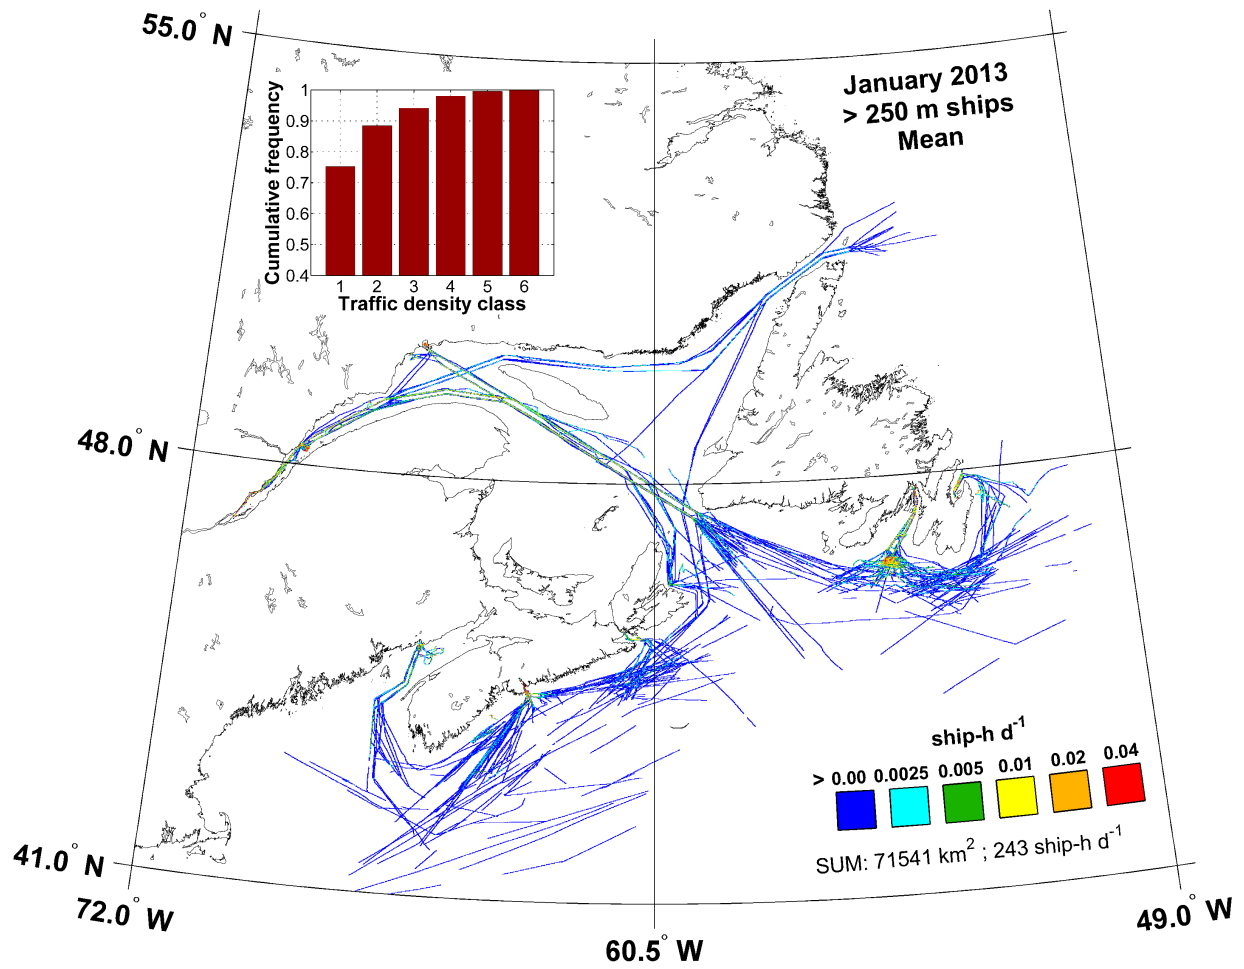 55.0° N
January 2013
> 250 m ships
Mean
Cumulative frequency
1
0.9
0.8
0.7
0.6
0.5
0.4
1 2 3 4 5 6
Traffic density class
48.0° N
ship-h d-1
> 0.00 0.0025 0.005 0.01 0.02 0.04
SUM: 71541 km2 ; 243 ship-h d-1
41.0° N
72.0° W
60.5° W
49.0° W